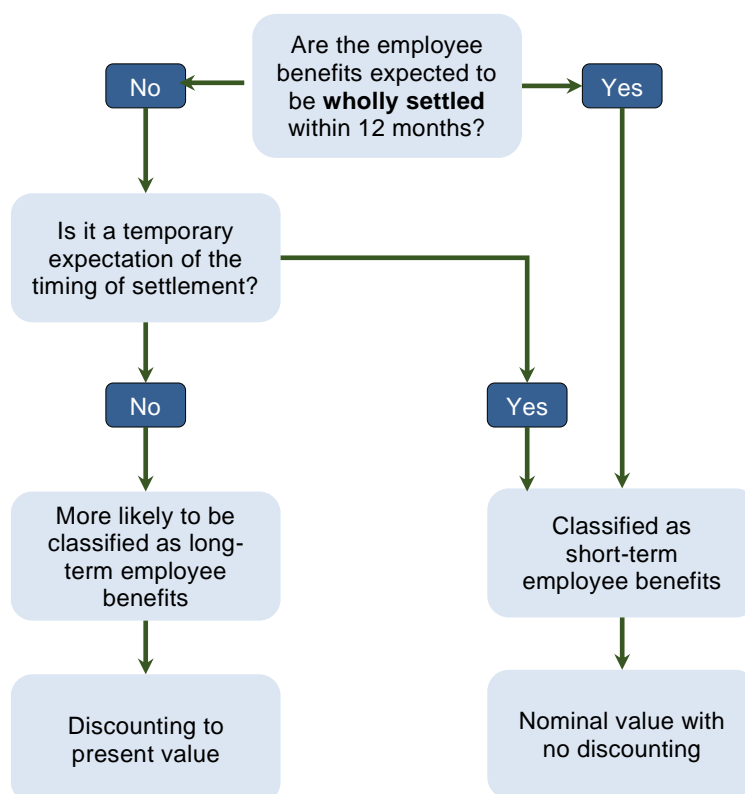 Are the employee
benefits expected to
be wholly settled
within 12 months?
No
Yes
Is it a temporary
expectation of the
timing of settlement?
No
Yes
More likely to be
classified as long-
term employee
benefits
Classified as
short-term
employee benefits
Discounting to
present value
Nominal value with
no discounting